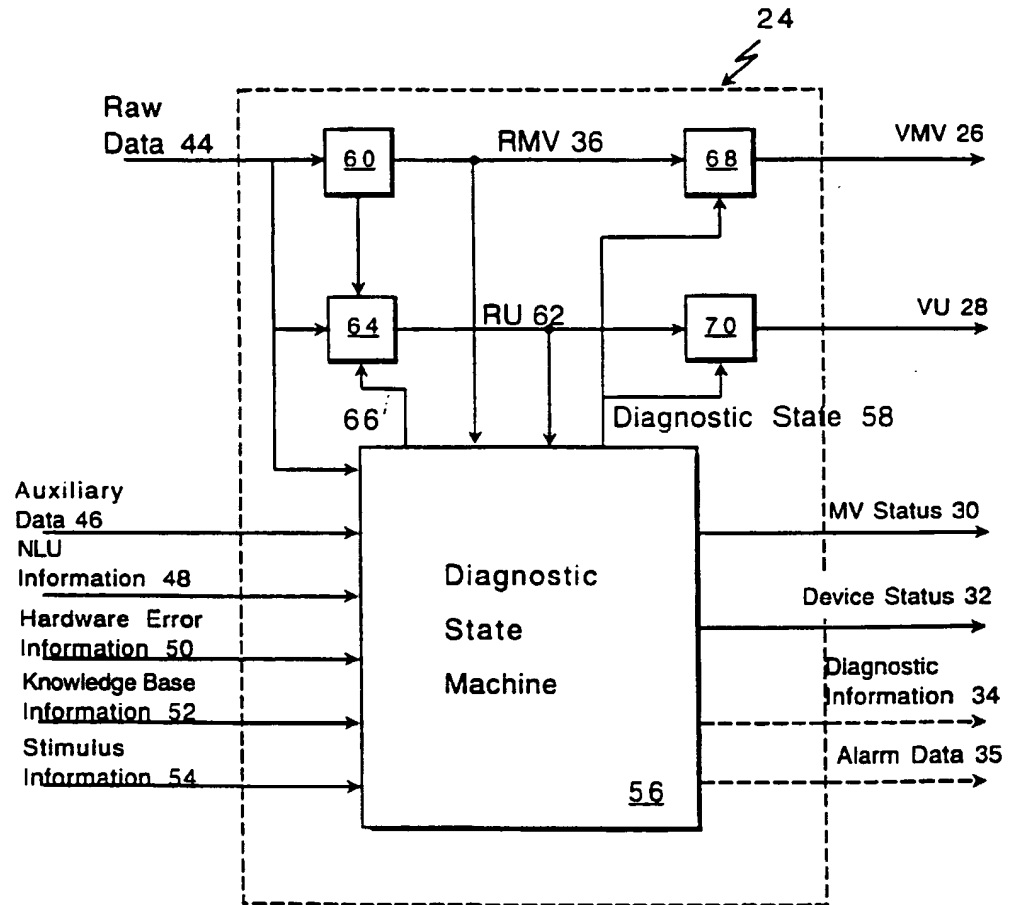 24
Raw
Data 44
60
RMV 36
68
VMV 26
64
RU 62
70
VU 28
66
Diagnostic State 58
Auxiliary
Data 46
NLU
Information 48
Hardware Error
Information 50
Knowledge Base
Information 52
Stimulus
Information 54
Diagnostic
State
Machine
56
MV Status 30
Device Status 32
Diagnostic
Information 34
Alarm Data 35